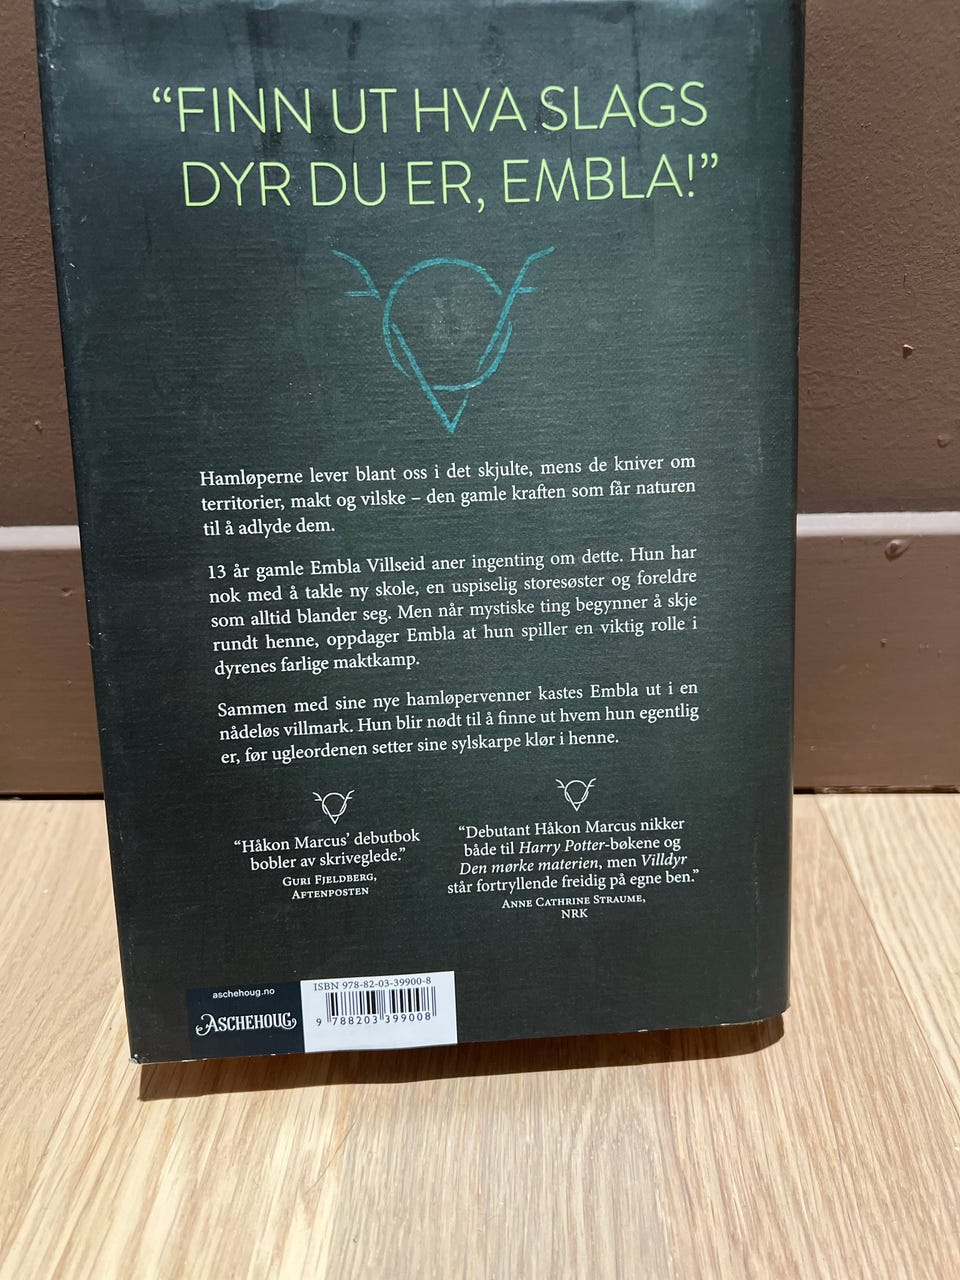 “FINN UT HVA SLAGS
DYR DU ER, EMBLA!”
Hamløperne lever blant oss i det skjulte, mens de kniver om
territorier, makt og vilske – den gamle kraften som får naturen
til å adlyde dem.
13 år gamle Embla Villseid aner ingenting om dette. Hun har
nok med å takle ny skole, en uspiselig storesøster og foreldre
som alltid blander seg. Men når mystiske ting begynner å skje
rundt henne, oppdager Embla at hun spiller en viktig rolle i
dyrenes farlige maktkamp.
Sammen med sine nye hamløpervenner kastes Embla ut i en
nådeløs villmark. Hun blir nødt til å finne ut hvem hun egentlig
er, før ugleordenen setter sine sylskarpe klør i henne.
“Håkon Marcus’ debutbok
bobler av skriveglede.”
GURI FJELDBERG,
AFTENPOSTEN
“Debutant Håkon Marcus nikker
både til Harry Potter-bøkene og
Den mørke materien, men Villdyr
står fortryllende freidig på egne ben.”
ANNE CATHRINE STRAUME,
NRK
aschehoug.no
ASCHEHOUG
ISBN 978-82-03-39900-8
9 788203 399008